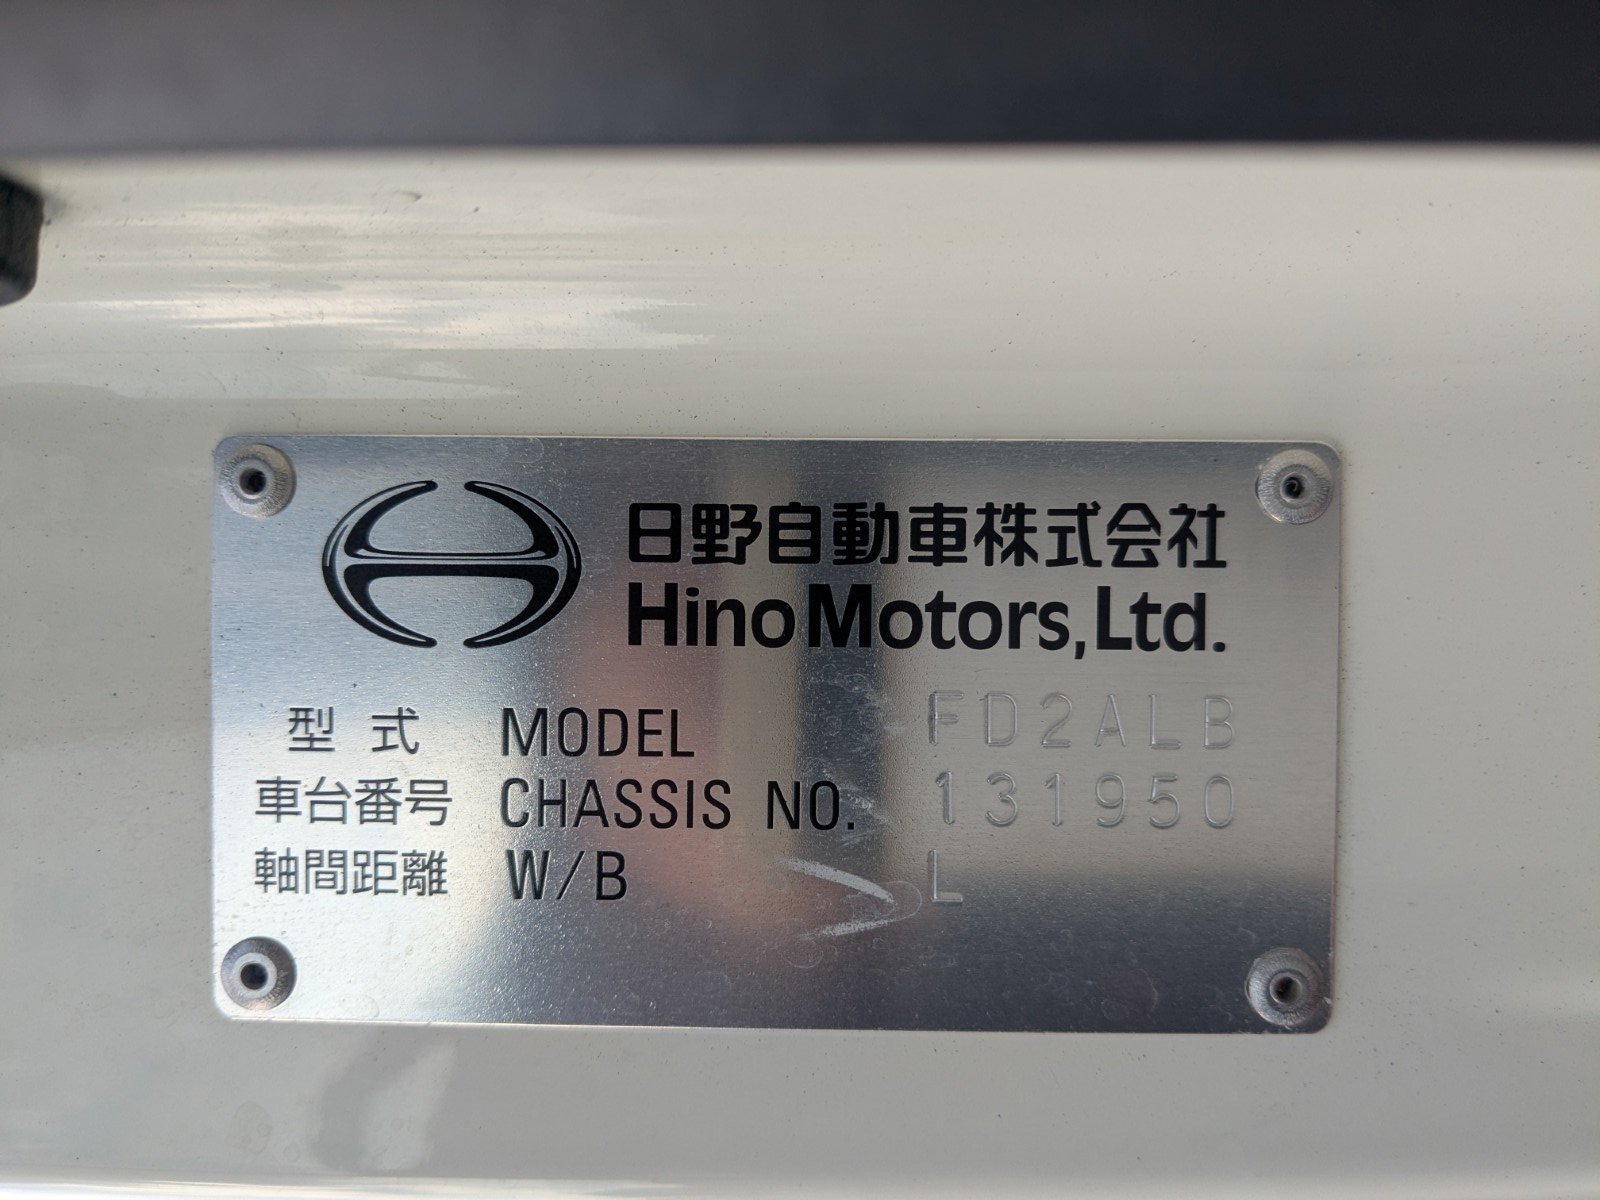 日野自動車株式会社
Hino Motors, Ltd.
型式 MODEL FD2ALB
車台番号 CHASSIS NO. 131950
軸間距離 W/B L